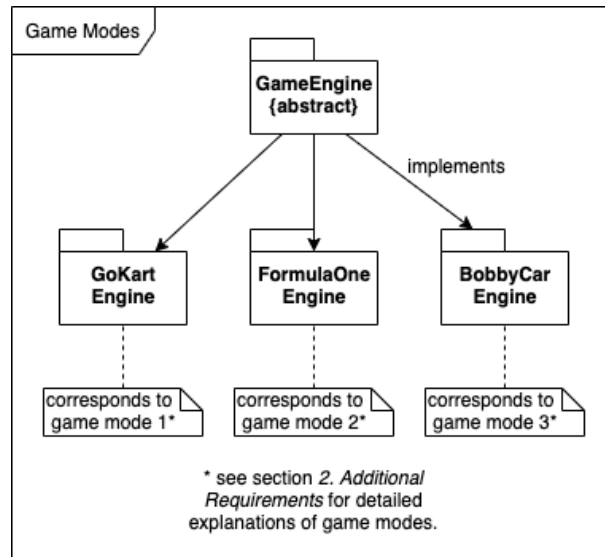 Game Modes
GameEngine
{abstract}
implements
GoKart
Engine
FormulaOne
Engine
BobbyCar
Engine
corresponds to
game mode 1*
corresponds to
game mode 2*
corresponds to
game mode 3*
* see section 2. Additional
Requirements for detailed
explanations of game modes.